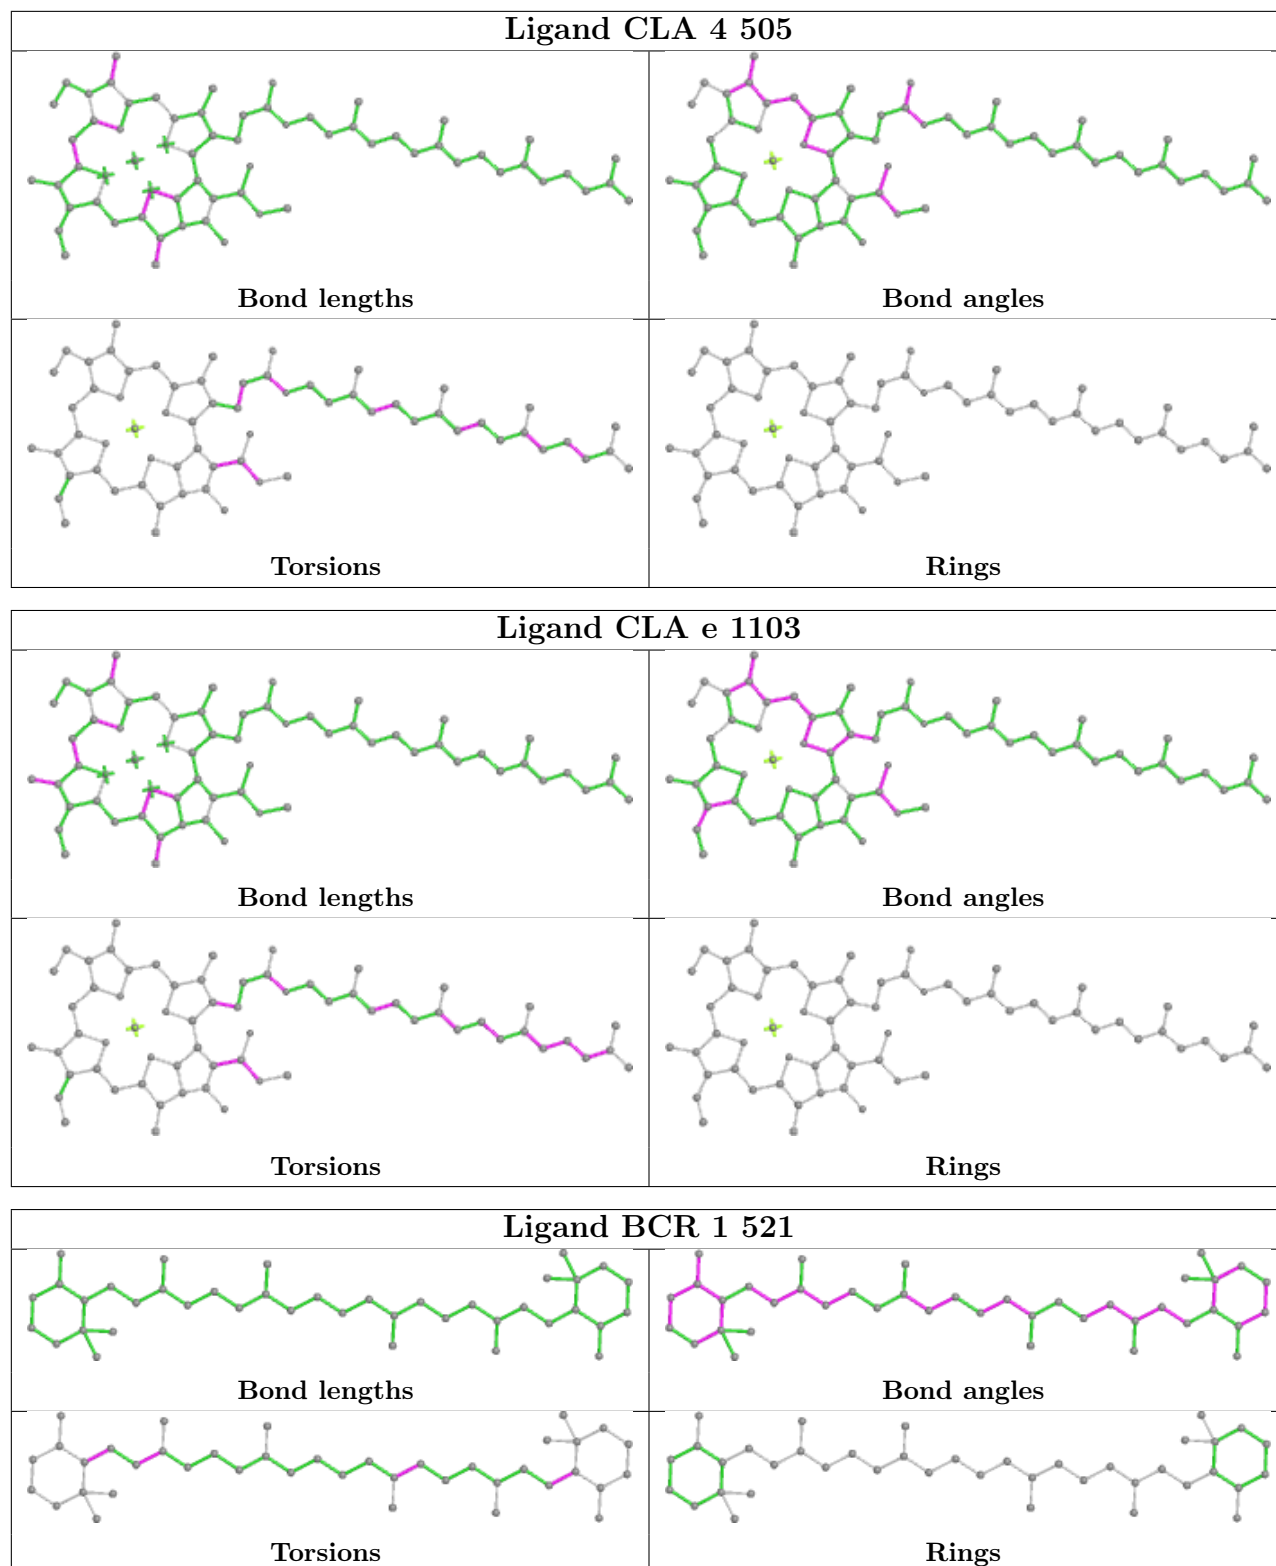 Ligand CLA 4 505
Bond lengths
Bond angles
Torsions
Rings
Ligand CLA e 1103
Bond lengths
Bond angles
Torsions
Rings
Ligand BCR 1 521
Bond lengths
Bond angles
Torsions
Rings